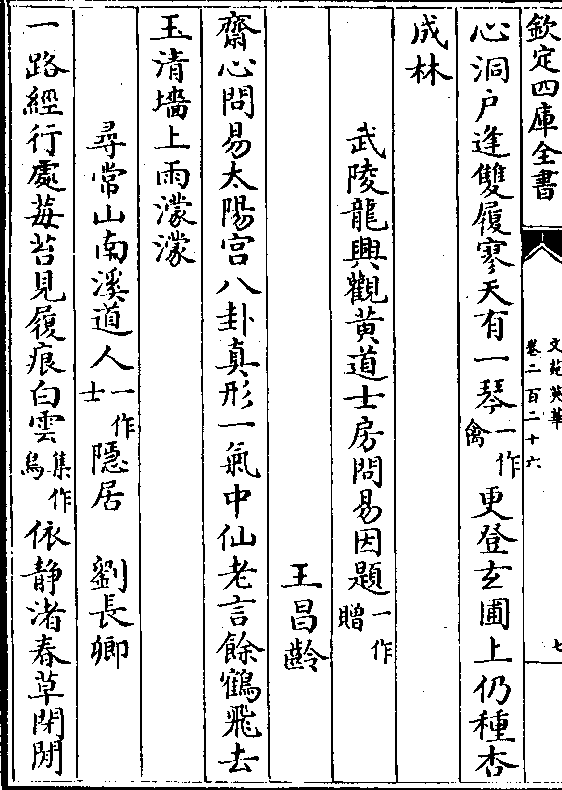 欽定四庫全書
文苑英華
卷二百二十六
七
心洞户逢雙履寒天有一琴一作禽更登玄圃上仍種杏
成林
武陵龍興觀黄道士房問易因題一作贈
王昌齡
齋心問易太陽宫八卦真形一氣中仙老言餘鶴飛去
玉清壇上雨濛濛
尋常山南溪道人一作士隱居　劉長卿
一路經行處莓苔見履痕白雲集作鳥依静渚春草閉閒